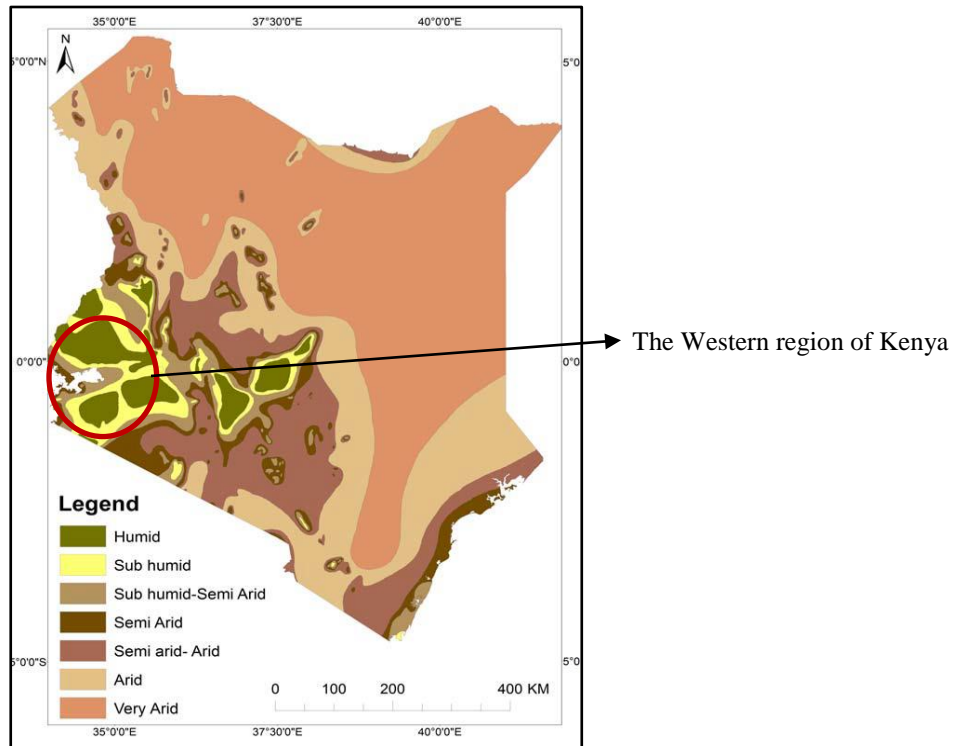 35°0'0"E 37°30'0"E 40°0'0"E
N
5°0'0"N 5°0
The Western region of Kenya
0°0'0" 0°0
Legend
Humid
Sub humid
Sub humid-Semi Arid
Semi Arid
Semi arid- Arid
Arid
Very Arid
5°0'0"S 5°0
0 100 200 400 KM
35°0'0"E 37°30'0"E 40°0'0"E